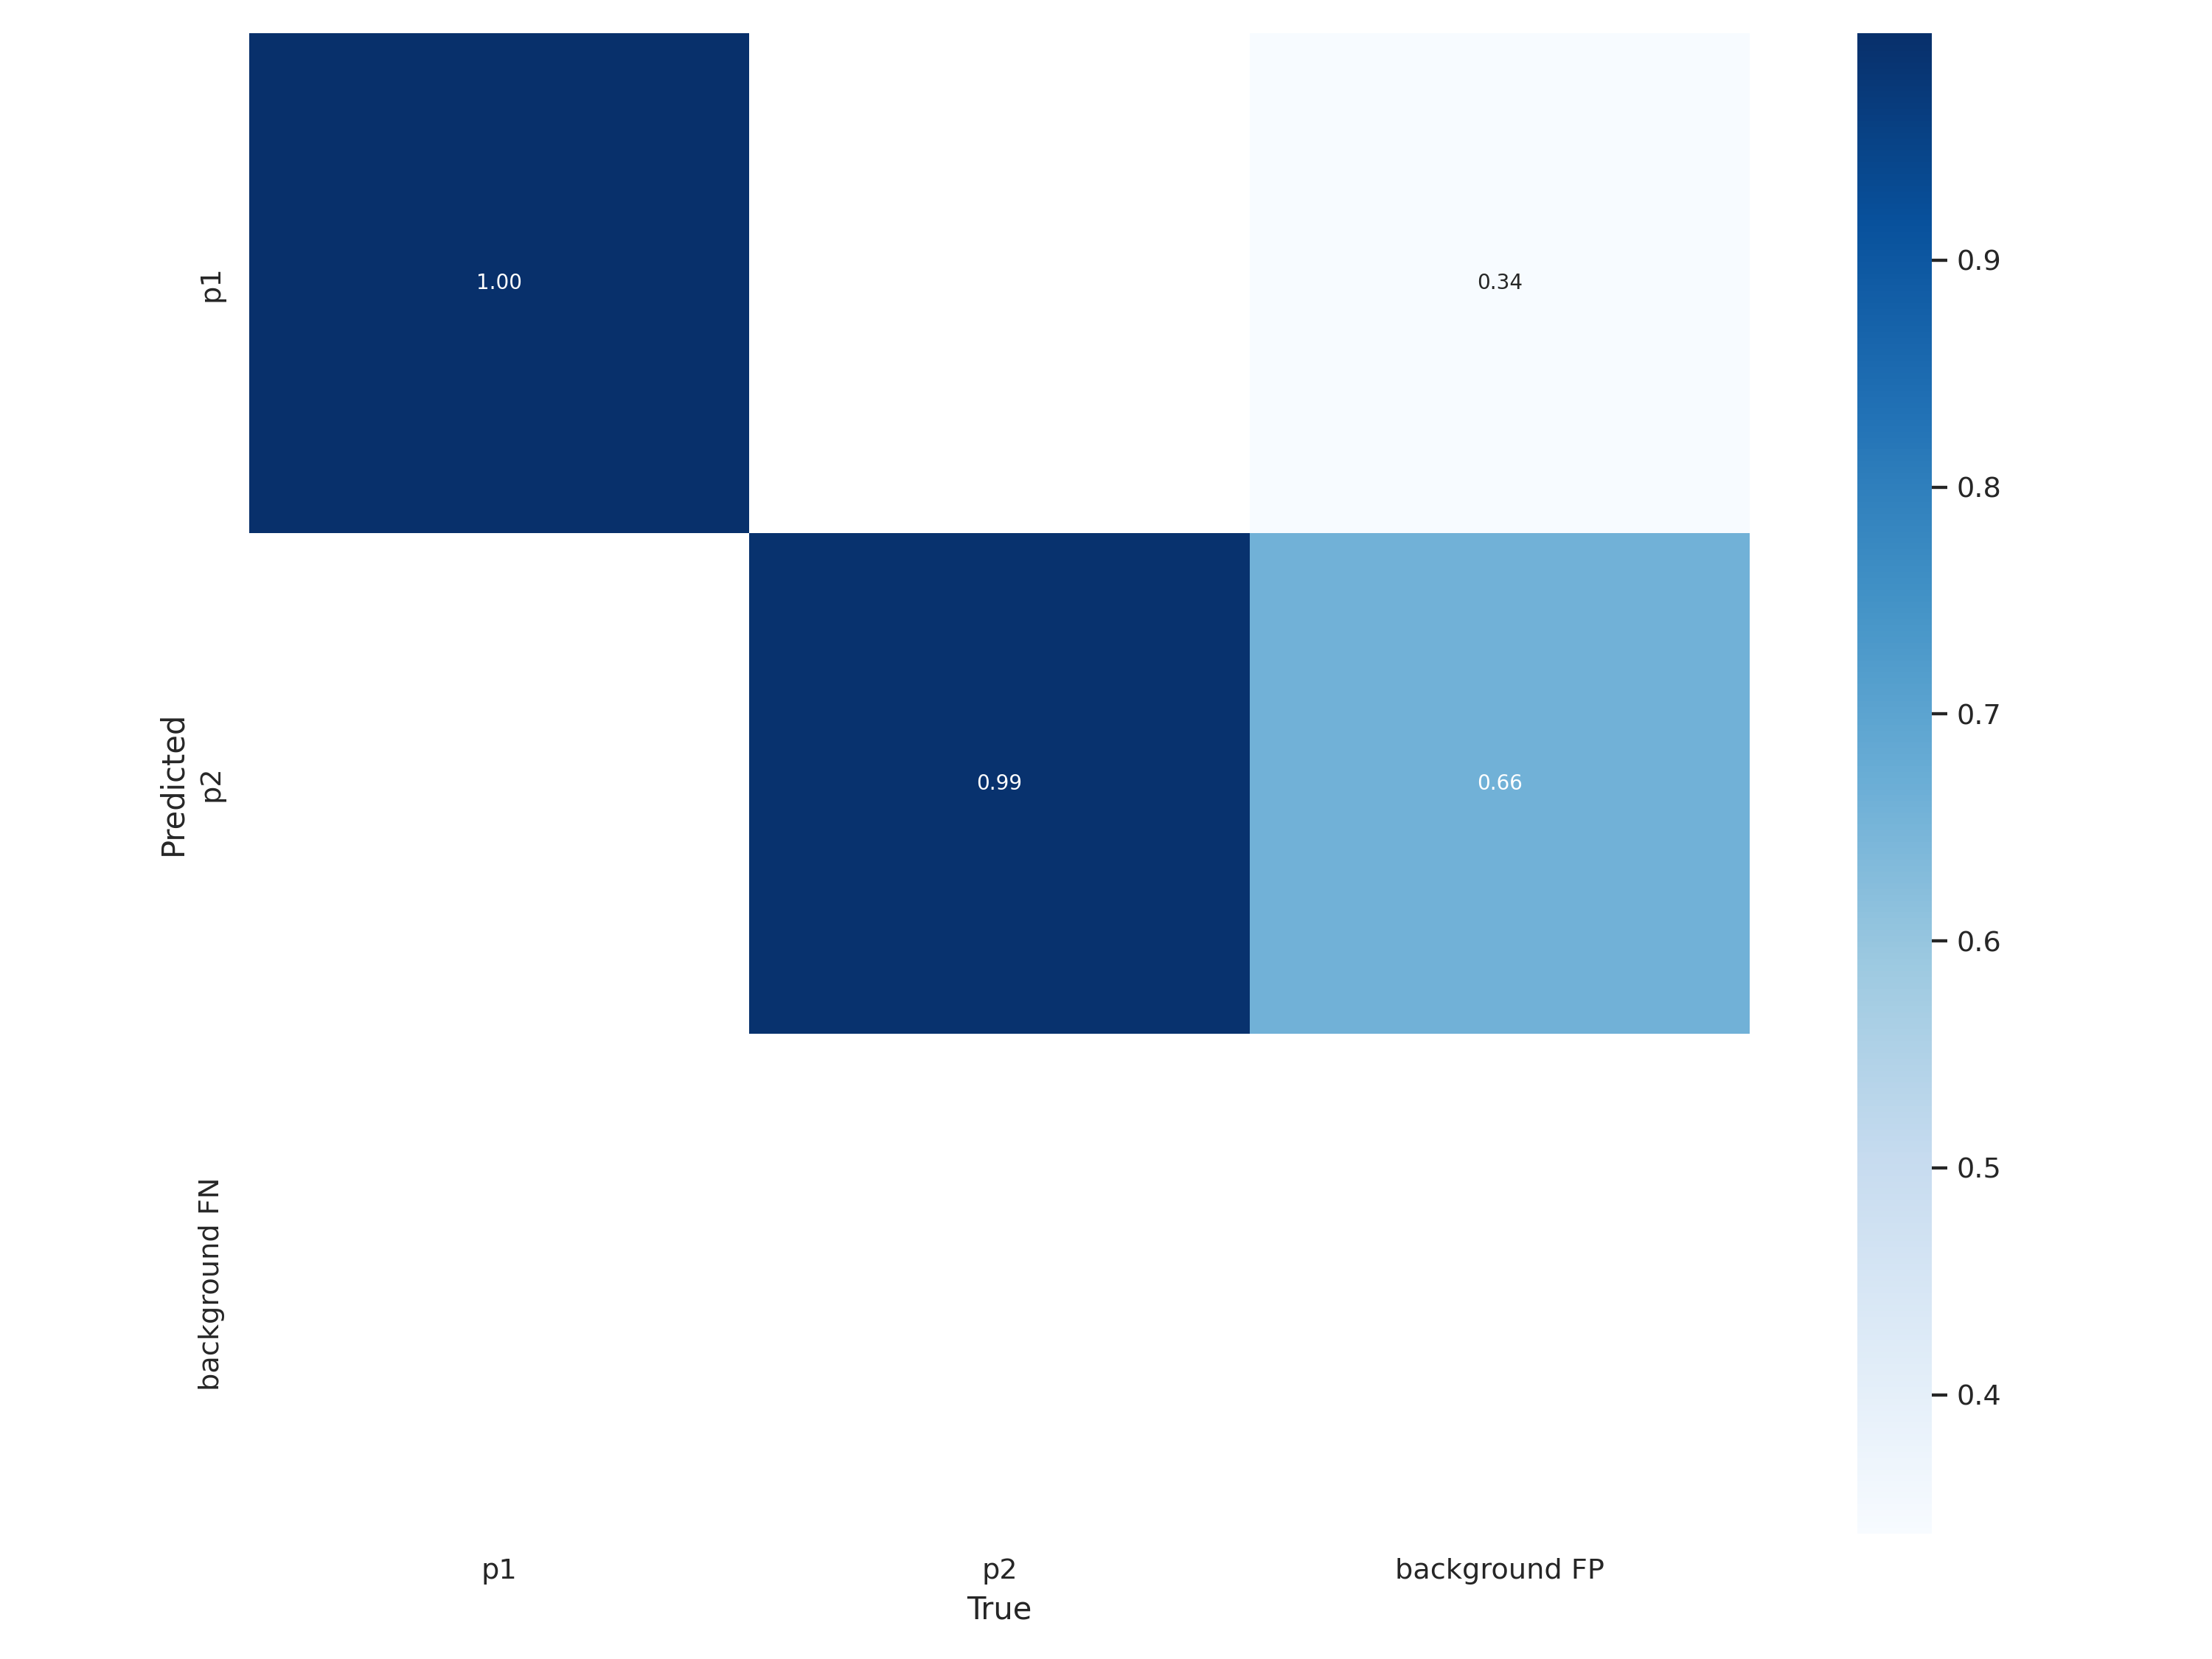 p1
1.00
0.34
0.9
0.8
0.7
Predicted
p2
0.99
0.66
0.6
0.5
background FN
0.4
p1
p2
background FP
True